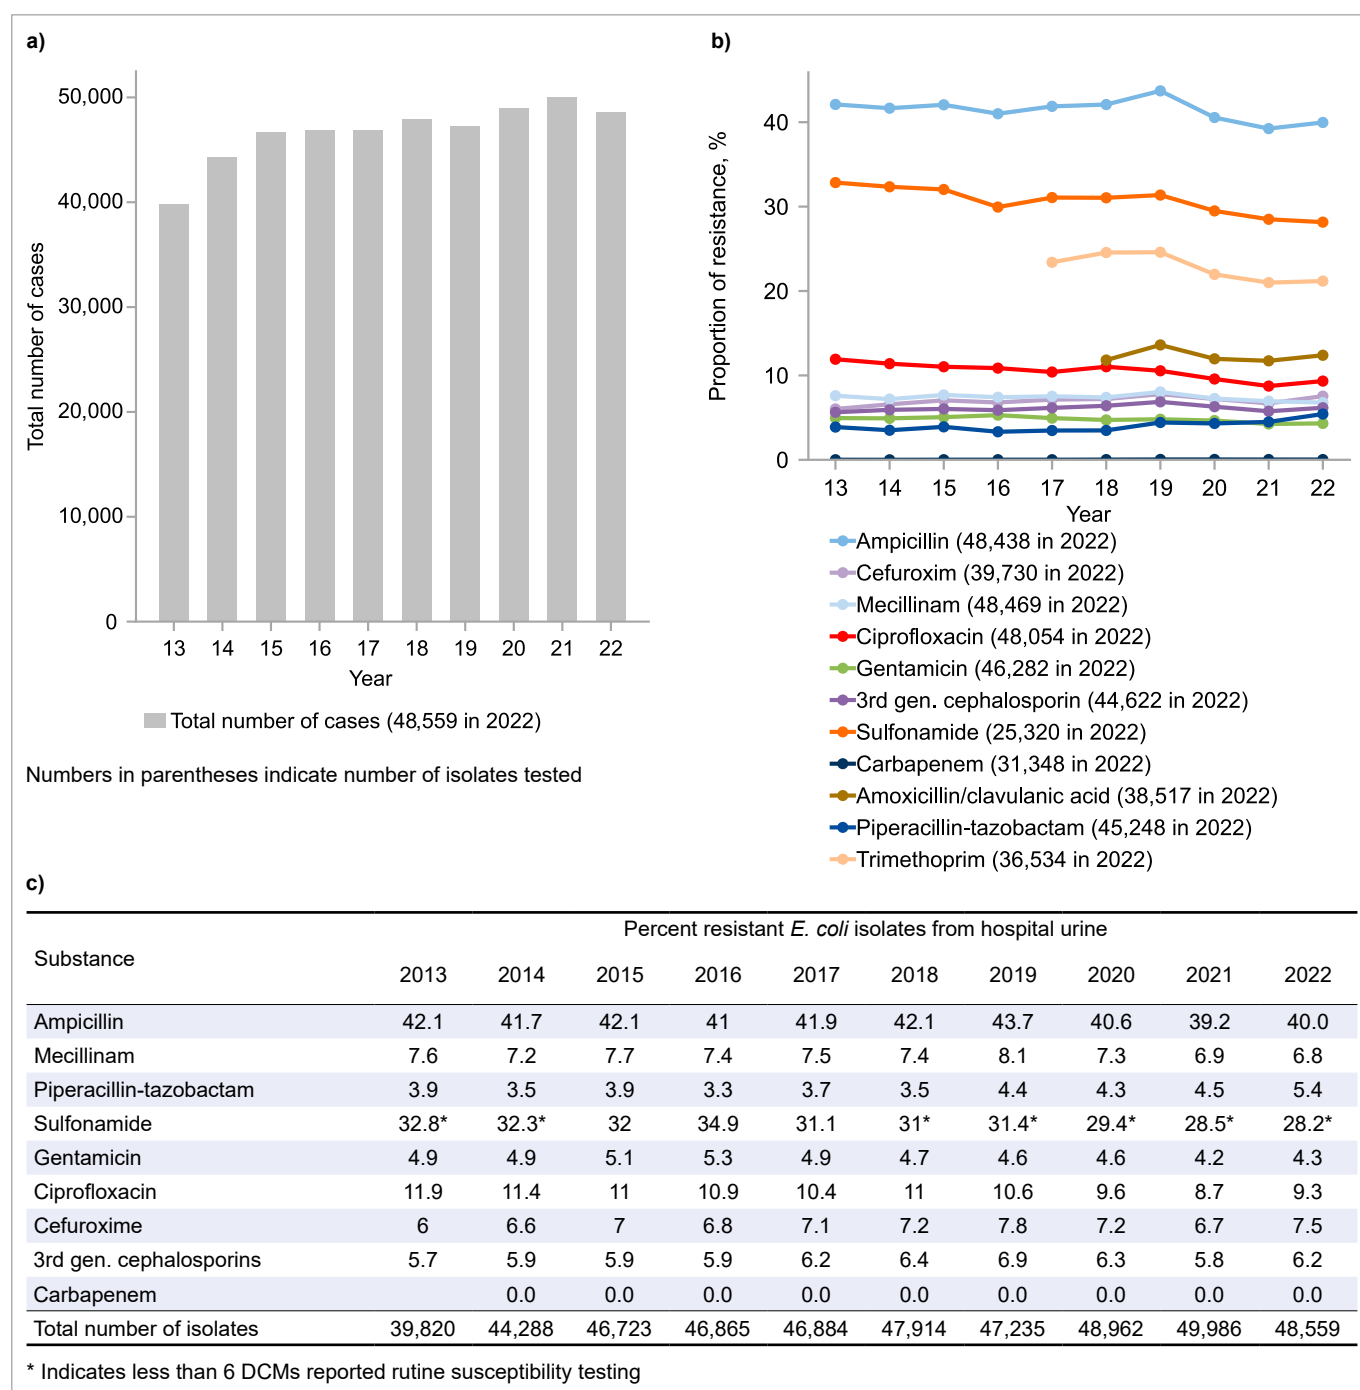 a)
Total number of cases
50,000
40,000
30,000
20,000
10,000
0
13 14 15 16 17 18 19 20 21 22
Year
Total number of cases (48,559 in 2022)
Numbers in parentheses indicate number of isolates tested
b)
Proportion of resistance, %
40
30
20
10
0
13 14 15 16 17 18 19 20 21 22
Year
Ampicillin (48,438 in 2022)
Cefuroxim (39,730 in 2022)
Mecillinam (48,469 in 2022)
Ciprofloxacin (48,054 in 2022)
Gentamicin (46,282 in 2022)
3rd gen. cephalosporin (44,622 in 2022)
Sulfonamide (25,320 in 2022)
Carbapenem (31,348 in 2022)
Amoxicillin/clavulanic acid (38,517 in 2022)
Piperacillin-tazobactam (45,248 in 2022)
Trimethoprim (36,534 in 2022)
c)
Percent resistant E. coli isolates from hospital urine
Substance 2013 2014 2015 2016 2017 2018 2019 2020 2021 2022
Ampicillin 42.1 41.7 42.1 41 41.9 42.1 43.7 40.6 39.2 40.0
Mecillinam 7.6 7.2 7.7 7.4 7.5 7.4 8.1 7.3 6.9 6.8
Piperacillin-tazobactam 3.9 3.5 3.9 3.3 3.7 3.5 4.4 4.3 4.5 5.4
Sulfonamide 32.8* 32.3* 32 34.9 31.1 31* 31.4* 29.4* 28.5* 28.2*
Gentamicin 4.9 4.9 5.1 5.3 4.9 4.7 4.6 4.6 4.2 4.3
Ciprofloxacin 11.9 11.4 11 10.9 10.4 11 10.6 9.6 8.7 9.3
Cefuroxime 6 6.6 7 6.8 7.1 7.2 7.8 7.2 6.7 7.5
3rd gen. cephalosporins 5.7 5.9 5.9 5.9 6.2 6.4 6.9 6.3 5.8 6.2
Carbapenem 0.0 0.0 0.0 0.0 0.0 0.0 0.0 0.0 0.0
Total number of isolates 39,820 44,288 46,723 46,865 46,884 47,914 47,235 48,962 49,986 48,559
* Indicates less than 6 DCMs reported rutine susceptibility testing